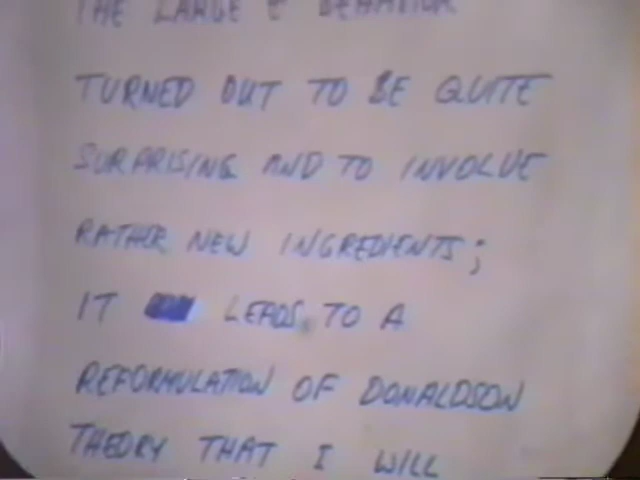 THE LARGE t BEHAVIOR
TURNED OUT TO BE QUITE
SURPRISING AND TO INVOLVE
RATHER NEW INGREDIENTS;
IT LEADS TO A
REFORMULATION OF DONALDSON
THEORY THAT I WILL